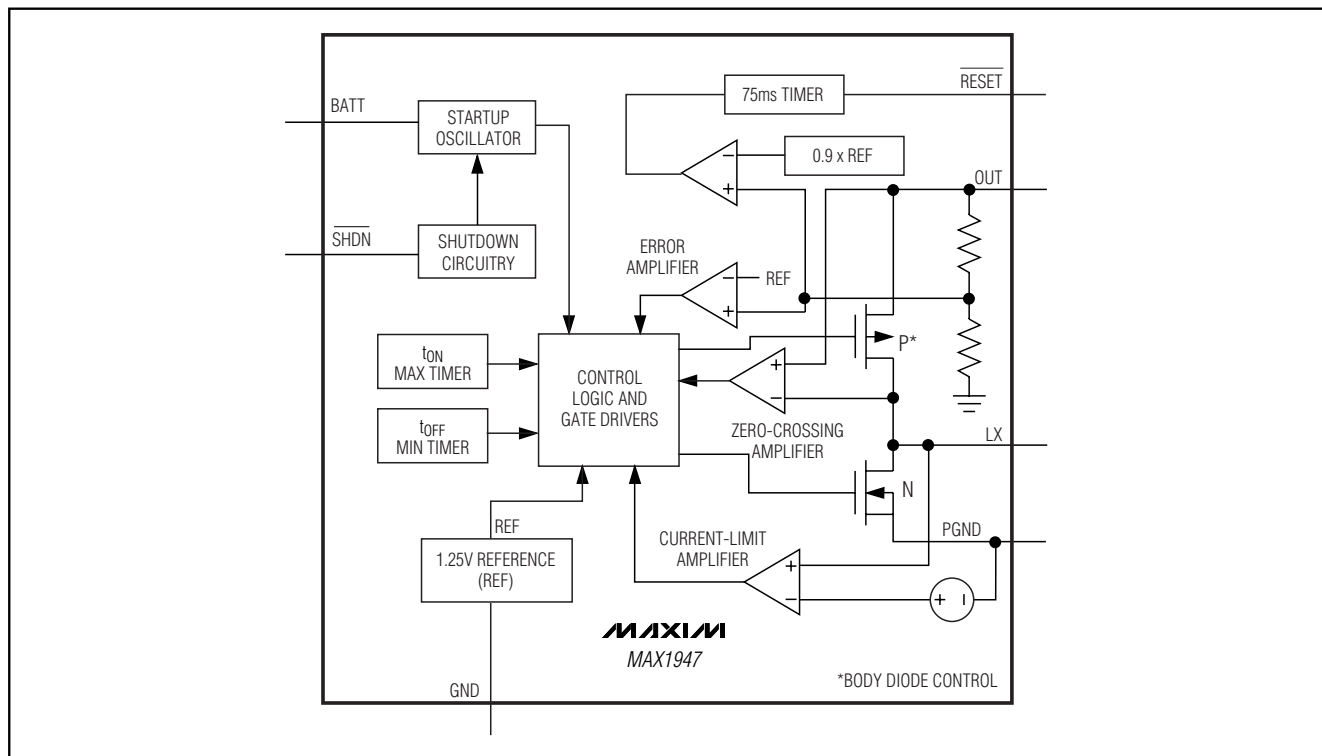 RESET
75ms TIMER
BATT
STARTUP
OSCILLATOR
−
0.9 x REF
+
OUT
SHDN
SHUTDOWN
CIRCUITRY
ERROR
AMPLIFIER
−
REF
+
P*
tON
MAX TIMER
CONTROL
LOGIC AND
GATE DRIVERS
+
−
tOFF
MIN TIMER
ZERO-CROSSING
AMPLIFIER
LX
N
REF
PGND
1.25V REFERENCE
(REF)
CURRENT-LIMIT
AMPLIFIER
+
−
+ −
MAXIM
MAX1947
*BODY DIODE CONTROL
GND